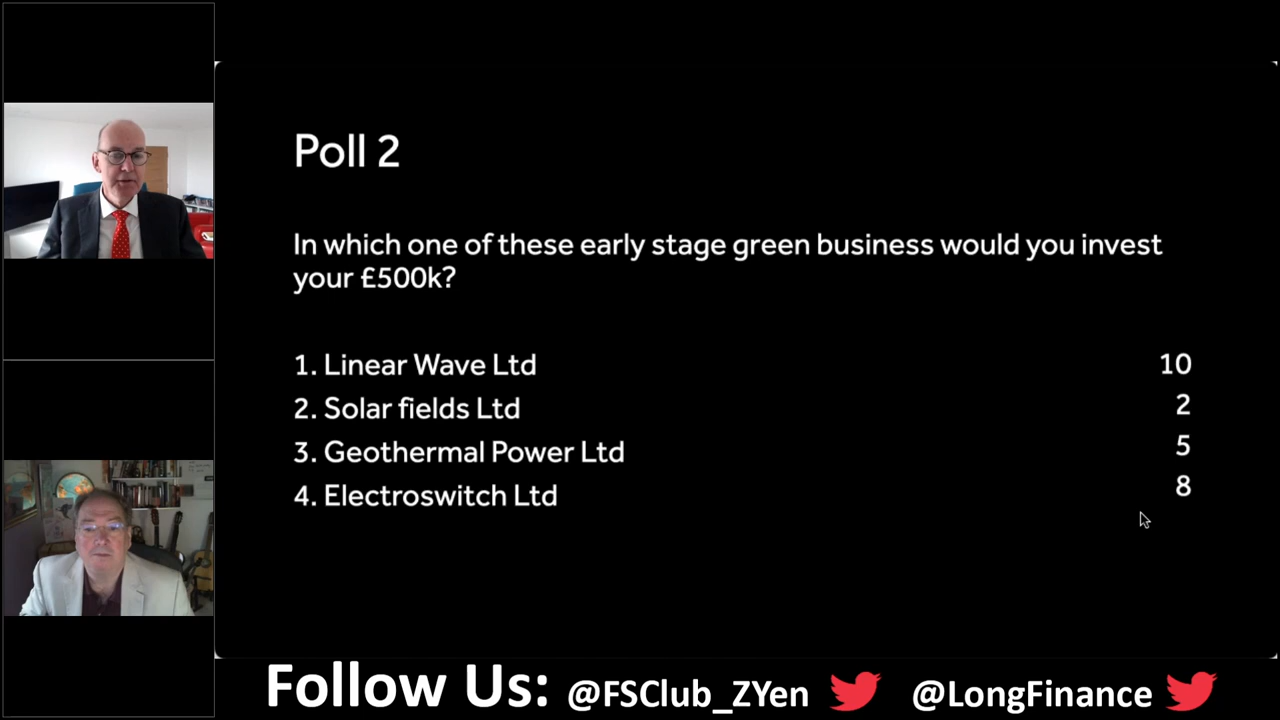 Poll 2
In which one of these early stage green business would you invest
your £500k?
1. Linear Wave Ltd 10
2. Solar fields Ltd 2
3. Geothermal Power Ltd 5
4. Electroswitch Ltd 8
Follow Us: @FSClub_ZYen @LongFinance